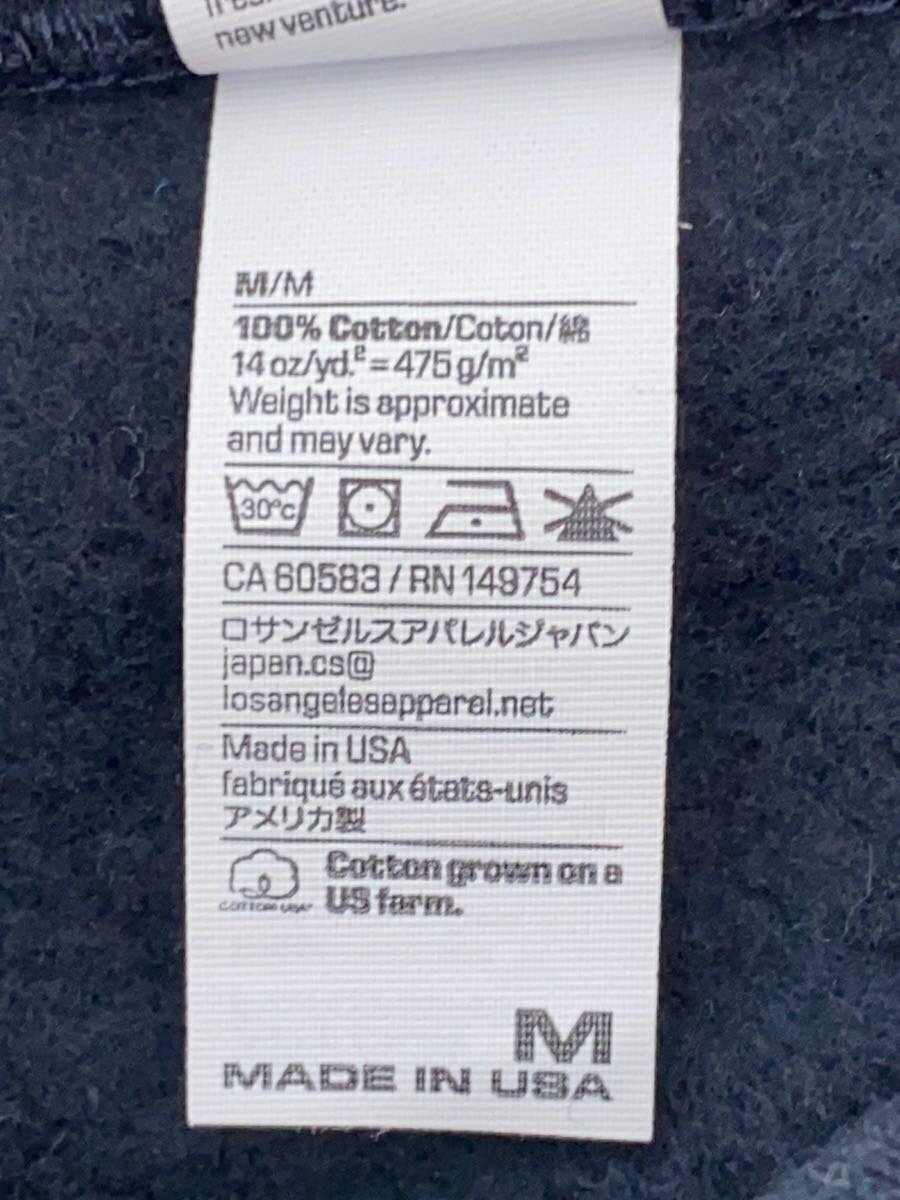 new venture.
M/M
100% Cotton/Coton/綿
14 oz/yd.² = 475 g/m²
Weight is approximate
and may vary.
30°c
CA 60583 / RN 149754
ロサンゼルスアパレルジャパン
japan.cs@
losangelesapparel.net
Made in USA
fabriqué aux états-unis
アメリカ製
Cotton grown on a
US farm.
COTTON USA
M
MADE IN USA